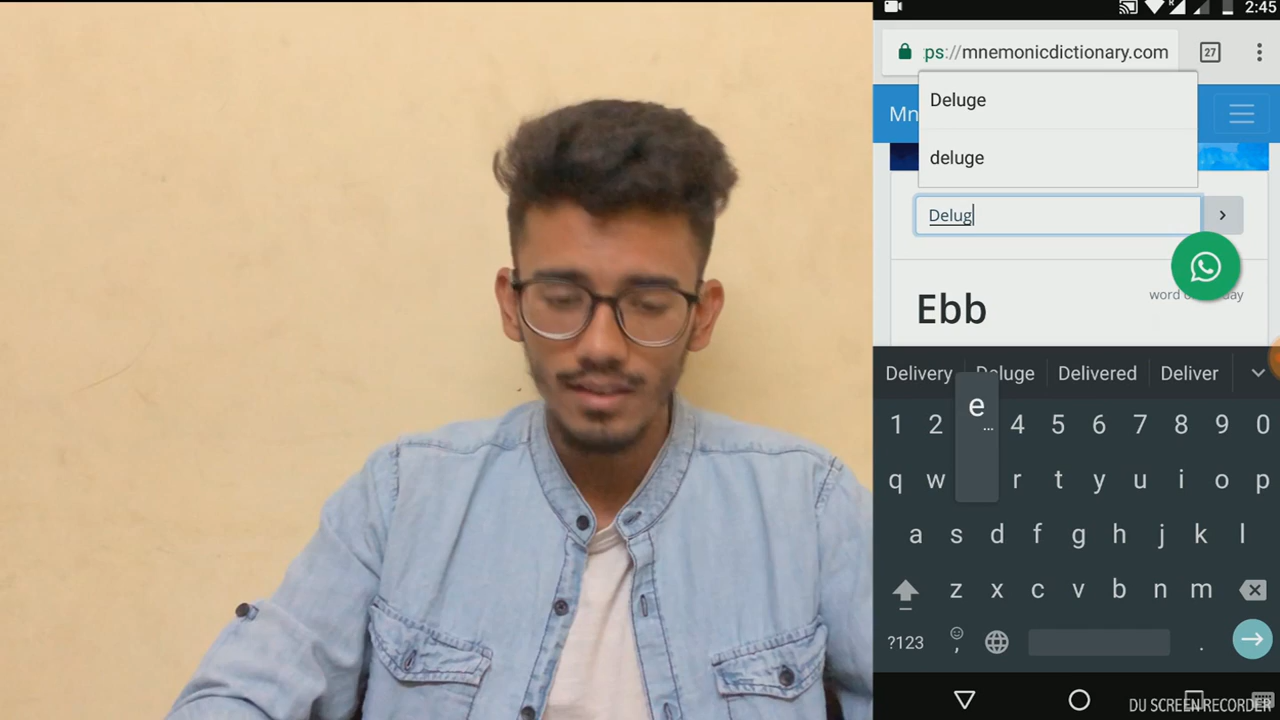 2:45
ps://mnemonicdictionary.com
27
Mn
Deluge
deluge
Delug
Ebb
word o day
Delivery Deluge Delivered Deliver
e
...
1 2 4 5 6 7 8 9 0
q w r t y u i o p
a s d f g h j k l
z x c v b n m
?123 , .
DU SCREEN RECORDER